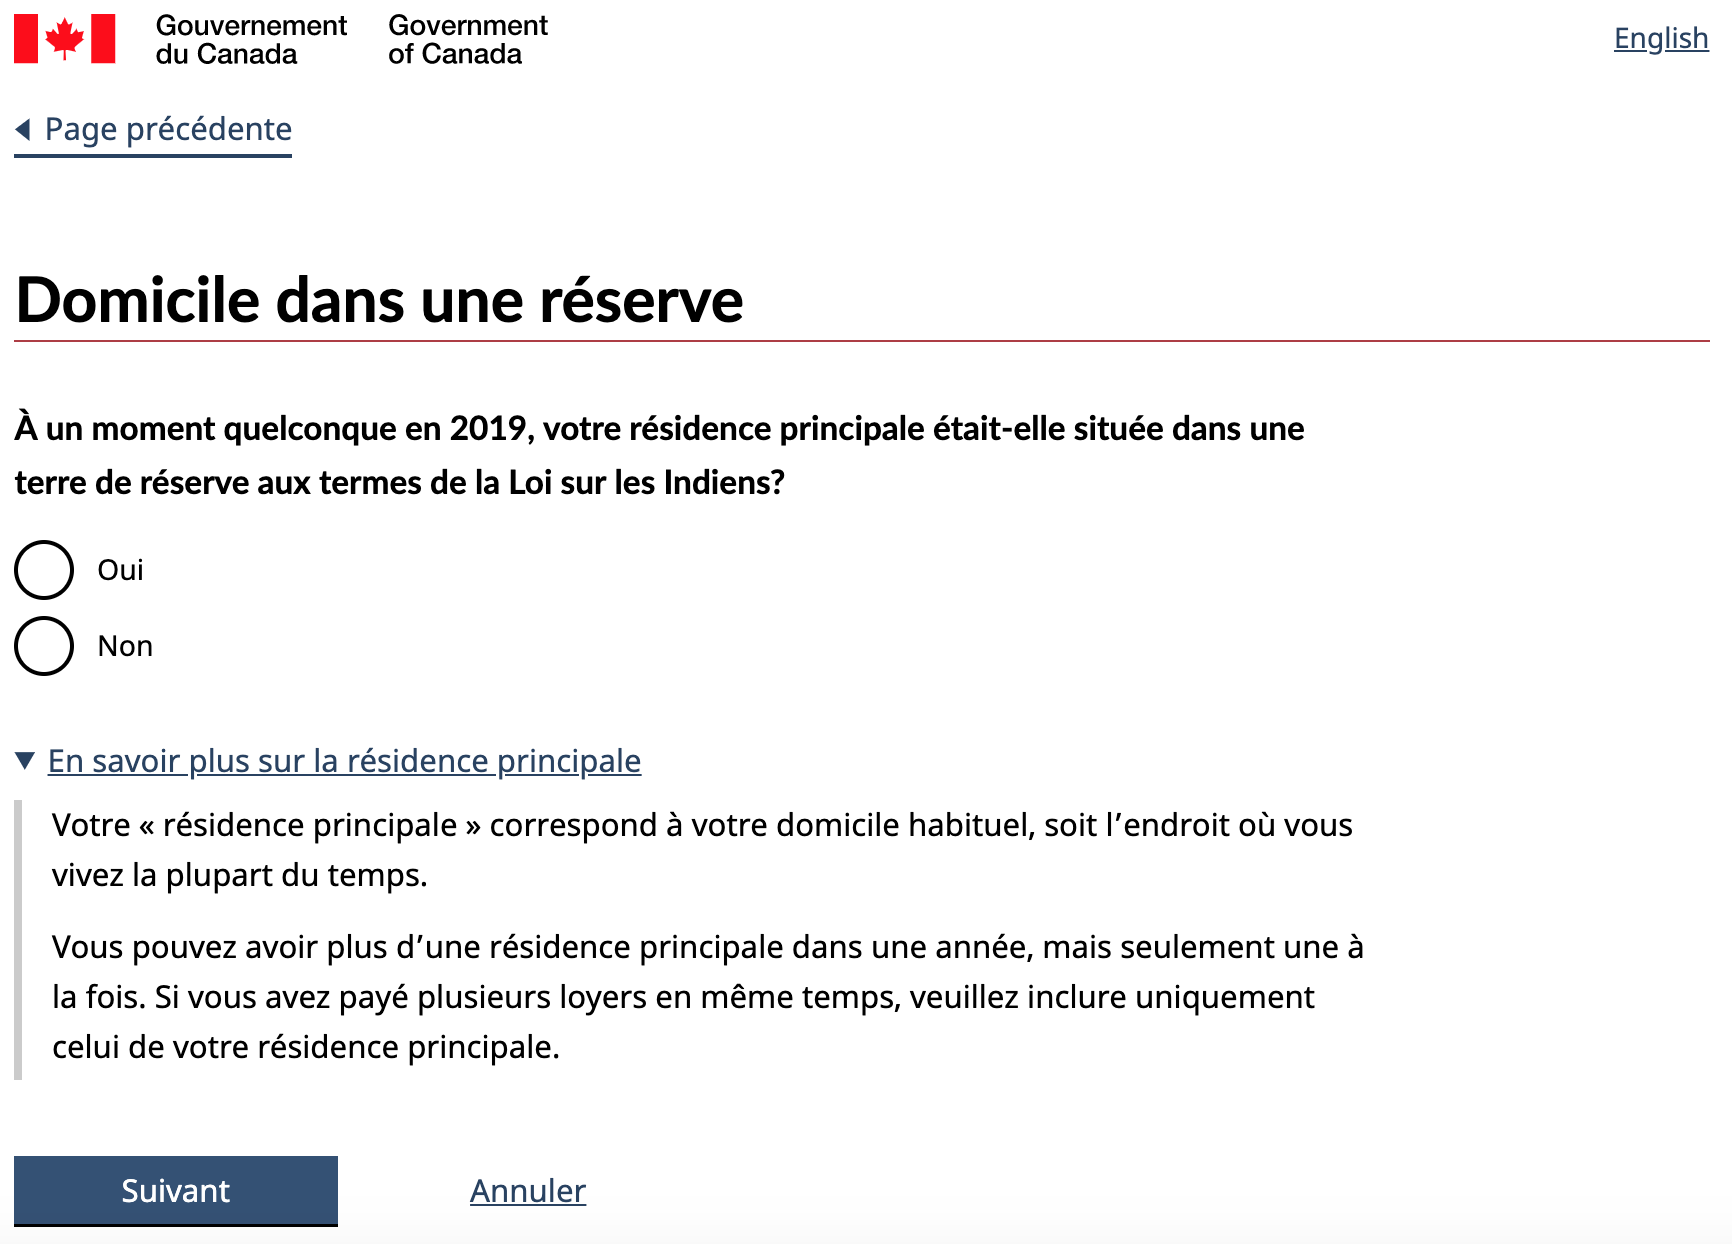 Gouvernement du Canada
Government of Canada
English
Page précédente
Domicile dans une réserve
À un moment quelconque en 2019, votre résidence principale était-elle située dans une
terre de réserve aux termes de la Loi sur les Indiens?
Oui
Non
En savoir plus sur la résidence principale
Votre « résidence principale » correspond à votre domicile habituel, soit l’endroit où vous
vivez la plupart du temps.
Vous pouvez avoir plus d’une résidence principale dans une année, mais seulement une à
la fois. Si vous avez payé plusieurs loyers en même temps, veuillez inclure uniquement
celui de votre résidence principale.
Suivant
Annuler